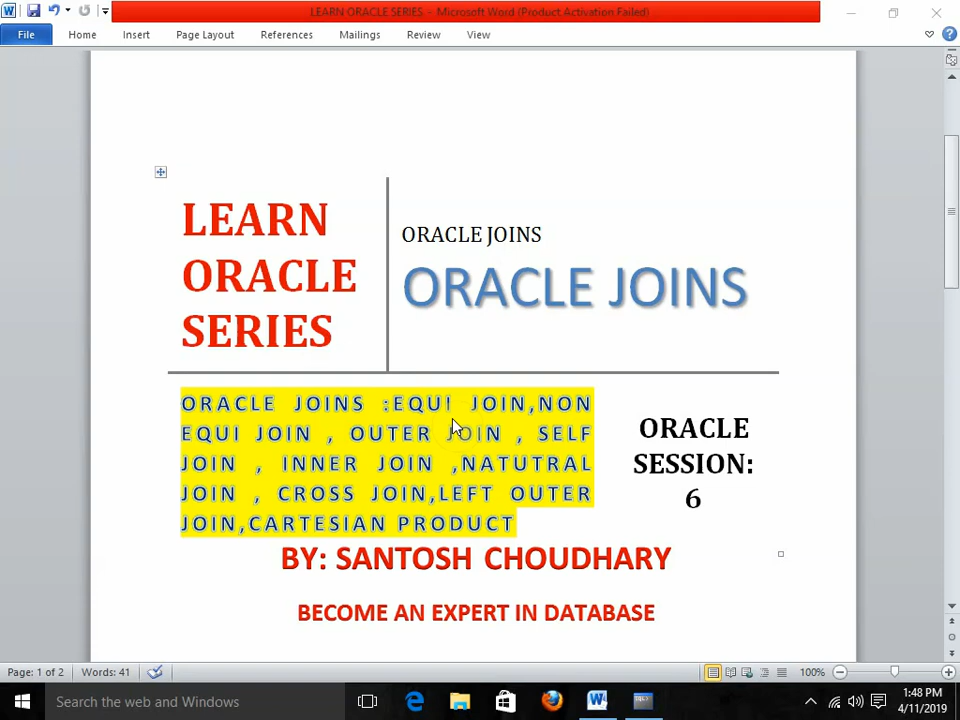 LEARN ORACLE SERIES. - Microsoft Word (Product Activation Failed)
File Home Insert Page Layout References Mailings Review View
LEARN
ORACLE
SERIES
ORACLE JOINS
ORACLE JOINS
ORACLE JOINS :EQUI JOIN,NON
EQUI JOIN , OUTER JOIN , SELF
JOIN , INNER JOIN ,NATUTRAL
JOIN , CROSS JOIN,LEFT OUTER
JOIN,CARTESIAN PRODUCT
ORACLE
SESSION:
6
BY: SANTOSH CHOUDHARY
BECOME AN EXPERT IN DATABASE
Page: 1 of 2 Words: 41 100%
Search the web and Windows
1:48 PM
4/11/2019